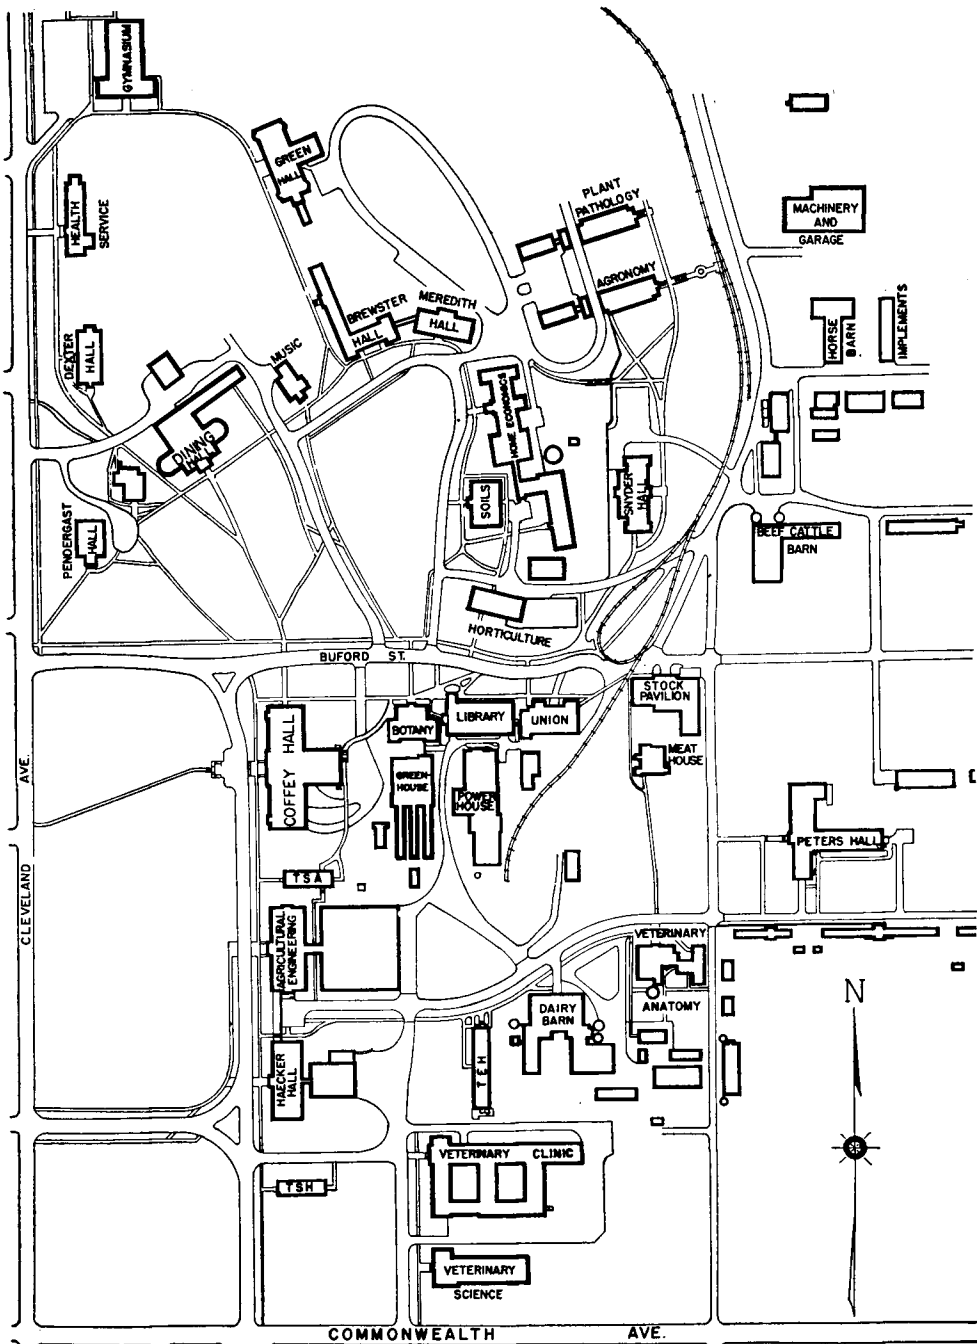 GYMNASIUM
GREEN
HALL
HEALTH
SERVICE
PLANT
PATHOLOGY
AGRONOMY
MACHINERY
AND
GARAGE
BREWSTER
HALL
MEREDITH
HALL
HORSE
BARN
IMPLEMENTS
DEXTER
HALL
MUSIC
DINING
HALL
HOME ECONOMICS
SOILS
SNYDER
HALL
PENDERGAST
HALL
BEEF CATTLE
BARN
HORTICULTURE
BUFORD ST.
COFFEY HALL
BOTANY
LIBRARY
UNION
STOCK
PAVILION
MEAT
HOUSE
GREEN-
HOUSE
POWER
HOUSE
PETERS HALL
CLEVELAND AVE.
TSA
AGRICULTURAL
ENGINEERING
VETERINARY
ANATOMY
N
DAIRY
BARN
TEH
HAECKER
HALL
VETERINARY CLINIC
TSH
VETERINARY
SCIENCE
COMMONWEALTH AVE.